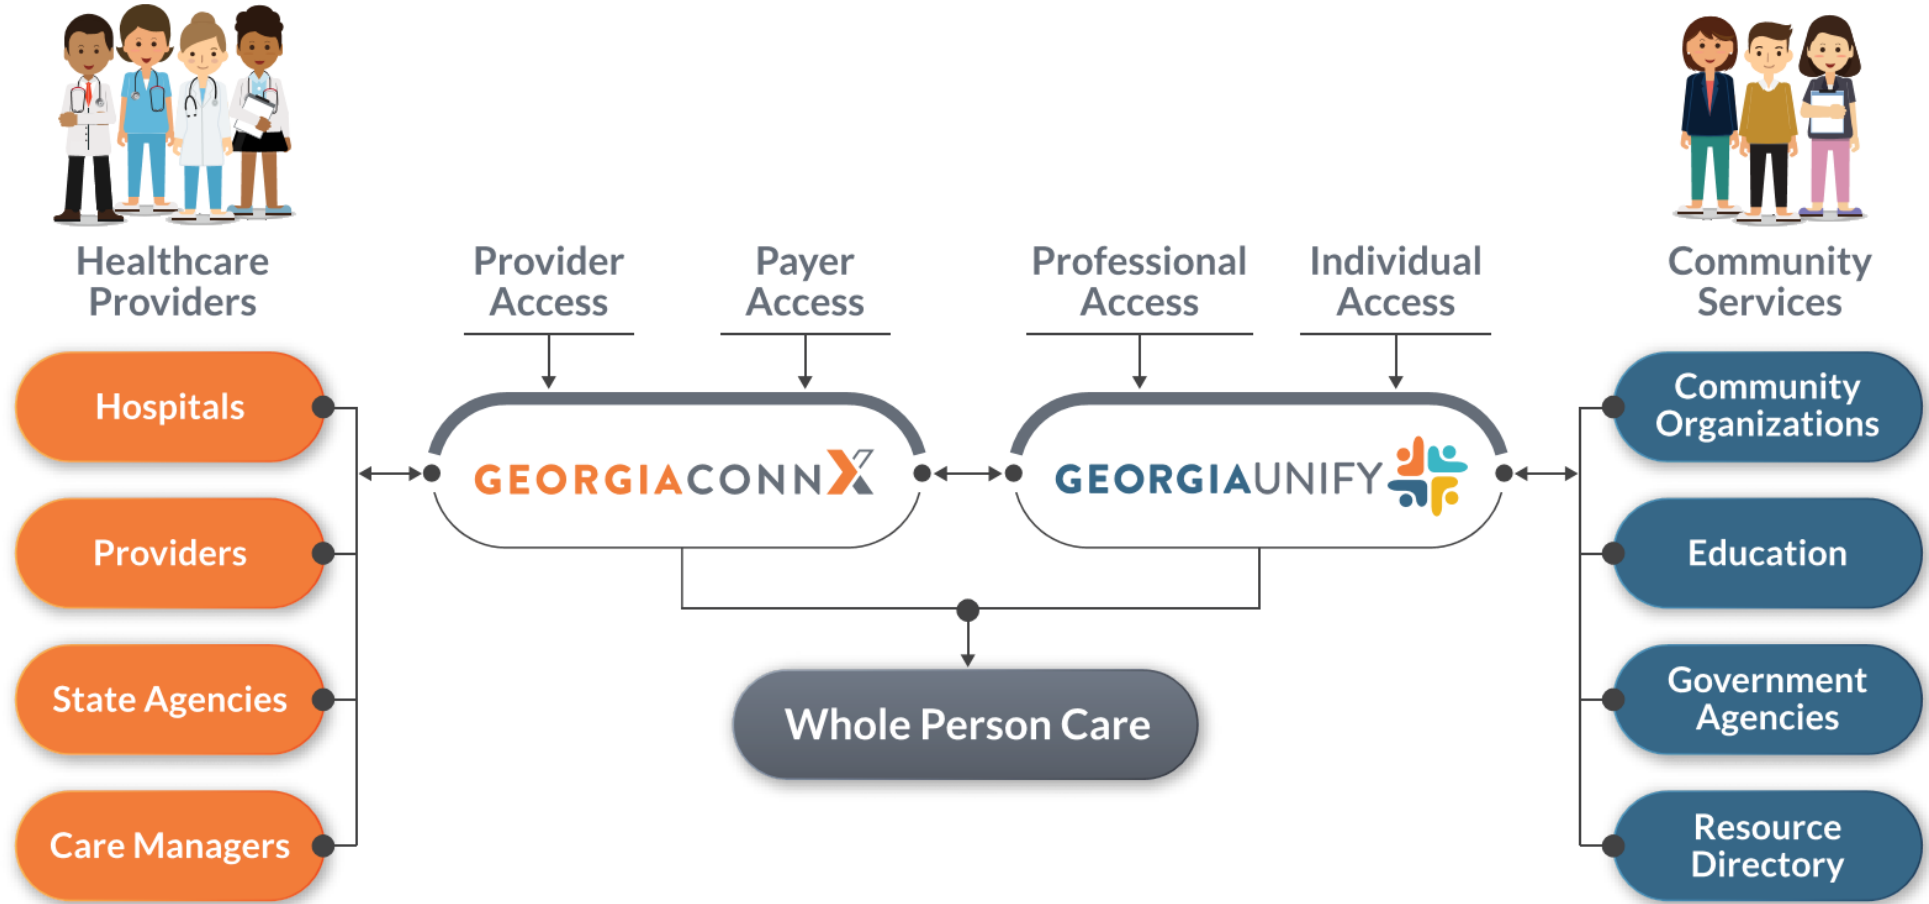 Healthcare
Providers
Provider
Access
Payer
Access
Professional
Access
Individual
Access
Community
Services
Hospitals
Providers
State Agencies
Care Managers
GEORGIACONNX
GEORGIAUNIFY
Whole Person Care
Community
Organizations
Education
Government
Agencies
Resource
Directory